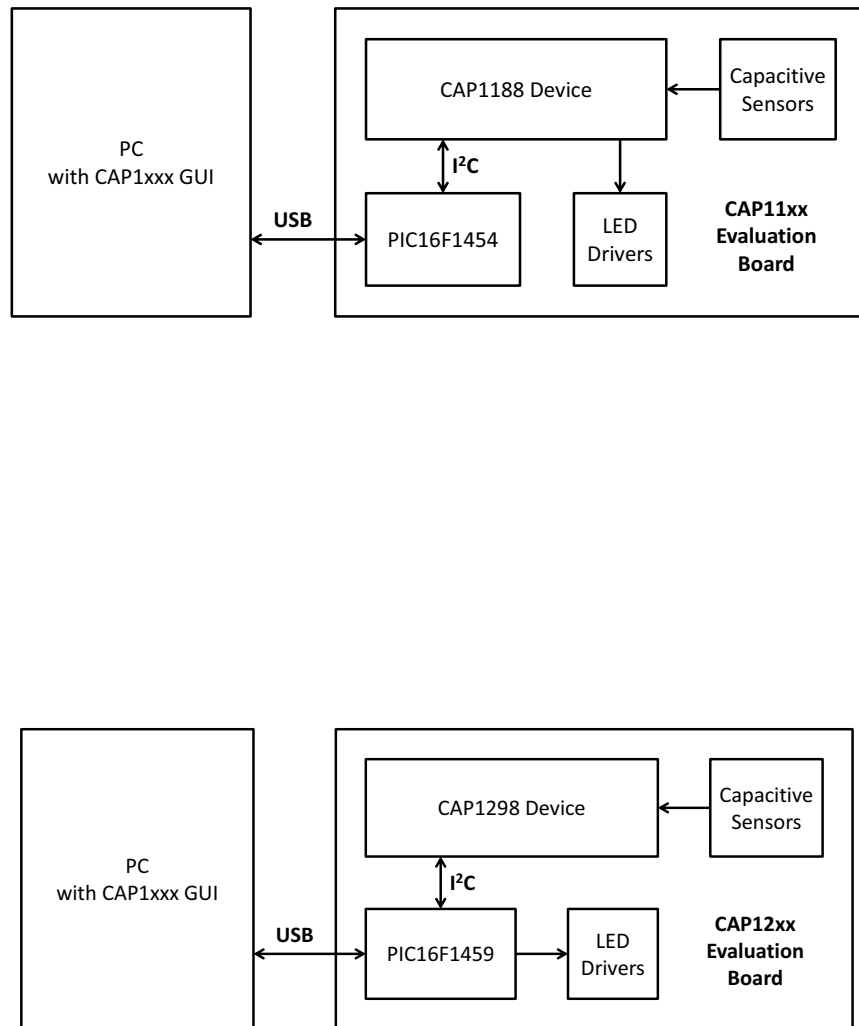 CAP1188 Device
Capacitive
Sensors
PC
with CAP1xxx GUI
I²C
USB
PIC16F1454
LED
Drivers
CAP11xx
Evaluation
Board
CAP1298 Device
Capacitive
Sensors
PC
with CAP1xxx GUI
I²C
USB
PIC16F1459
LED
Drivers
CAP12xx
Evaluation
Board